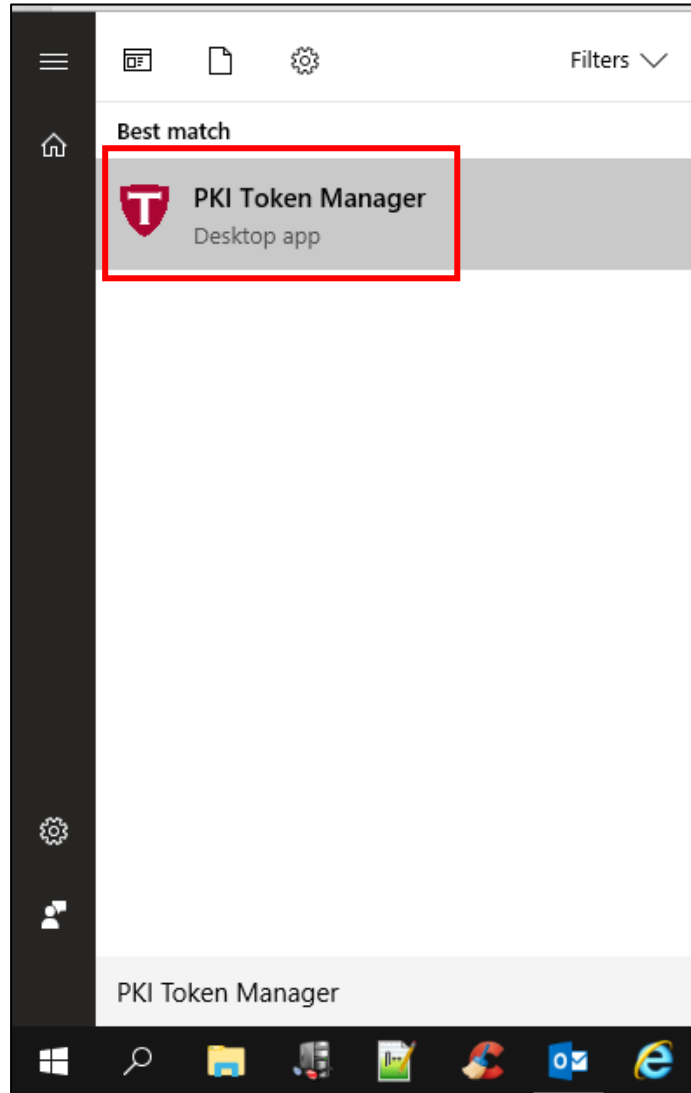 Filters
Best match
T
PKI Token Manager
Desktop app
PKI Token Manager